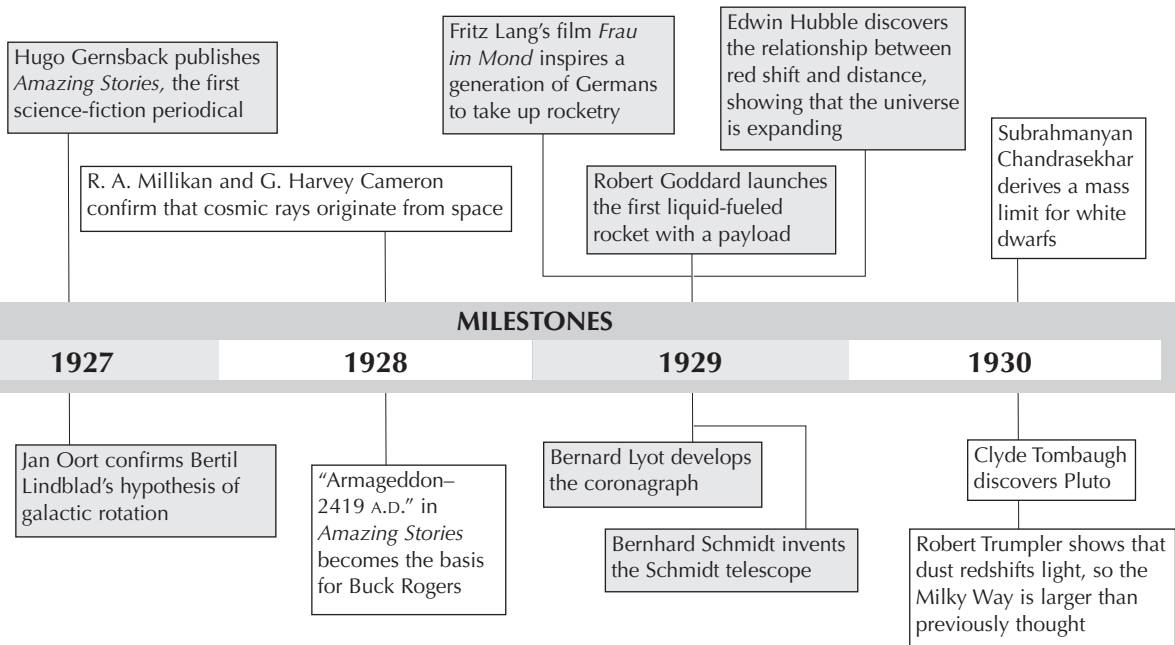 Hugo Gernsback publishes
Amazing Stories, the first
science-fiction periodical
Fritz Lang’s film Frau
im Mond inspires a
generation of Germans
to take up rocketry
Edwin Hubble discovers
the relationship between
red shift and distance,
showing that the universe
is expanding
R. A. Millikan and G. Harvey Cameron
confirm that cosmic rays originate from space
Robert Goddard launches
the first liquid-fueled
rocket with a payload
Subrahmanyan
Chandrasekhar
derives a mass
limit for white
dwarfs
MILESTONES
1927
1928
1929
1930
Jan Oort confirms Bertil
Lindblad’s hypothesis of
galactic rotation
“Armageddon–
2419 A.D.” in
Amazing Stories
becomes the basis
for Buck Rogers
Bernard Lyot develops
the coronagraph
Bernhard Schmidt invents
the Schmidt telescope
Clyde Tombaugh
discovers Pluto
Robert Trumpler shows that
dust redshifts light, so the
Milky Way is larger than
previously thought